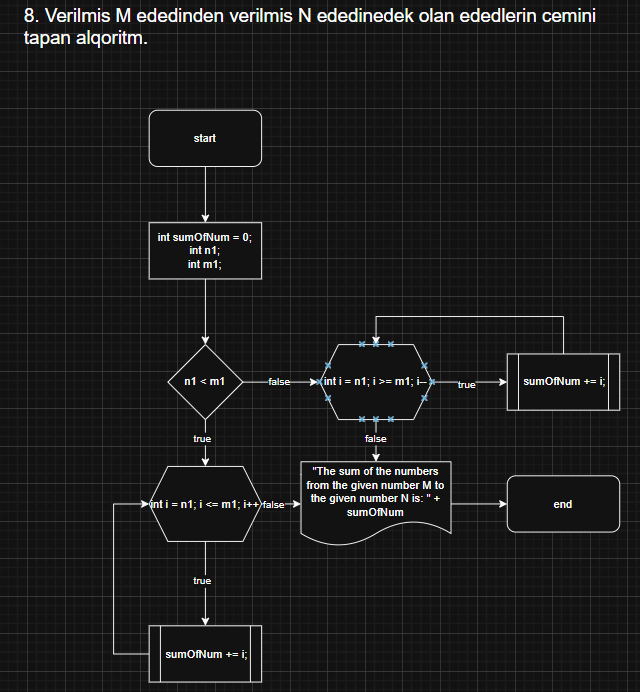 8. Verilmis M ededinden verilmis N ededinedek olan ededlerin cemini
tapan alqoritm.
start
int sumOfNum = 0;
int n1;
int m1;
n1 < m1
false
int i = n1; i >= m1; i--
true
sumOfNum += i;
true
false
int i = n1; i <= m1; i++
false
"The sum of the numbers
from the given number M to
the given number N is: " +
sumOfNum
end
true
sumOfNum += i;